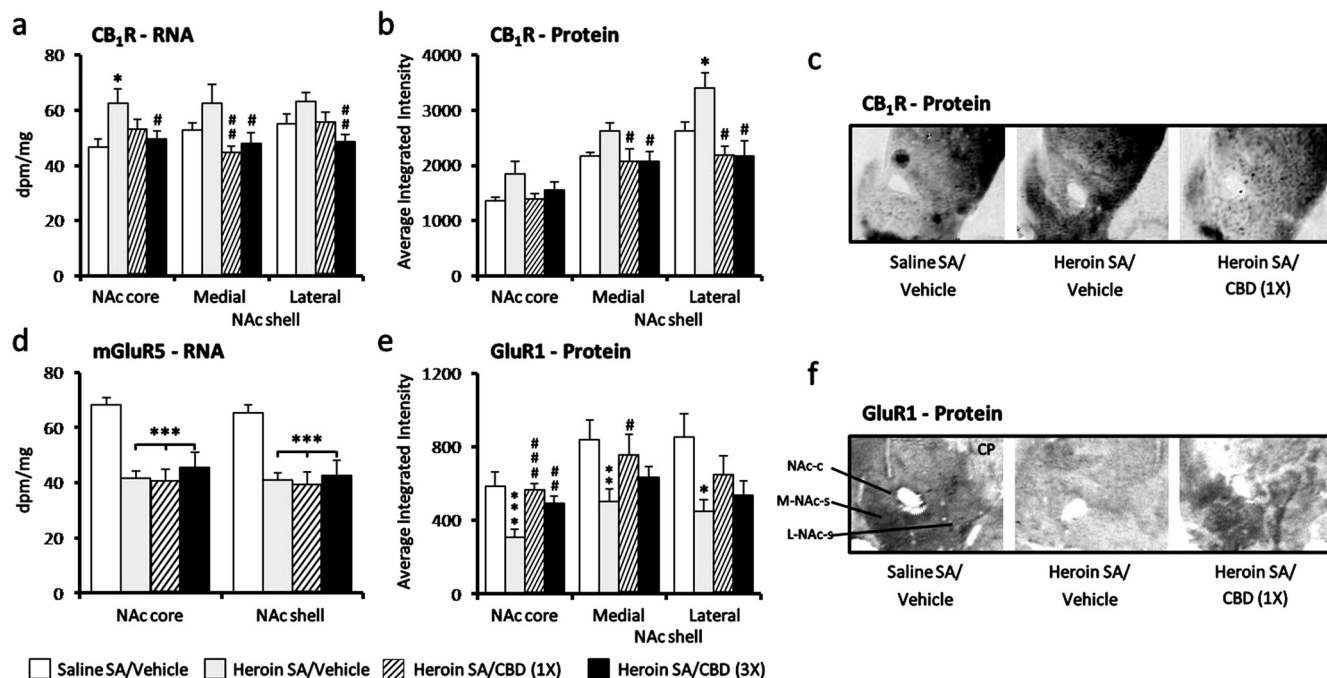 a
CB₁R - RNA
dpm/mg
80
60
40
20
0
*
#
# #
#
# #
NAc core Medial Lateral
NAc shell
b
CB₁R - Protein
Average Integrated Intensity
4000
3000
2000
1000
0
# #
*
# #
NAc core Medial Lateral
NAc shell
c
CB₁R - Protein
Saline SA/ Heroin SA/ Heroin SA/
Vehicle Vehicle CBD (1X)
d
mGluR5 - RNA
dpm/mg
80
60
40
20
0
*** ***
NAc core NAc shell
e
GluR1 - Protein
Average Integrated Intensity
1200
800
400
0
***
###
##
**
#
*
NAc core Medial Lateral
NAc shell
f
GluR1 - Protein
CP
NAc-c
M-NAc-s
L-NAc-s
Saline SA/ Heroin SA/ Heroin SA/
Vehicle Vehicle CBD (1X)
Saline SA/Vehicle Heroin SA/Vehicle Heroin SA/CBD (1X) Heroin SA/CBD (3X)